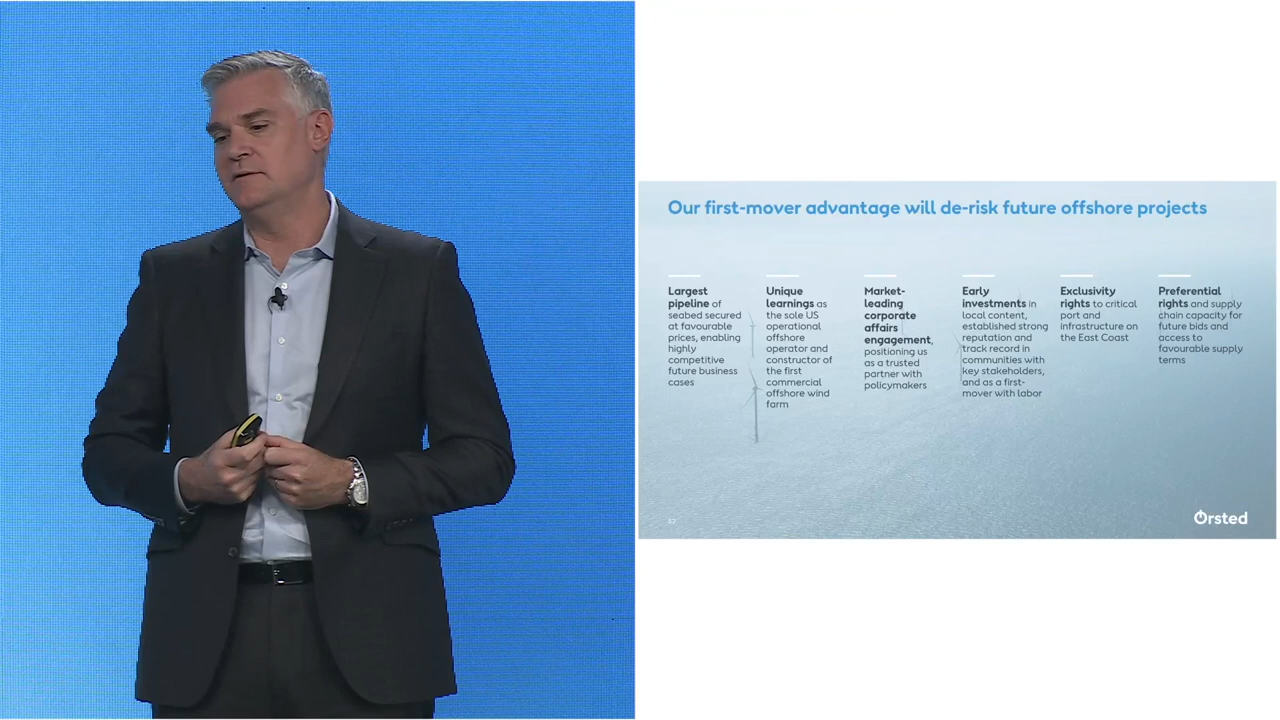 Our first-mover advantage will de-risk future offshore projects
Largest
pipeline of
seabed secured
at favourable
prices, enabling
highly
competitive
future business
cases
Unique
learnings as
the sole US
operational
offshore
operator and
constructor of
the first
commercial
offshore wind
farm
Market-
leading
corporate
affairs
engagement,
positioning us
as a trusted
partner with
policymakers
Early
investments in
local content,
established strong
reputation and
track record in
communities with
key stakeholders,
and as a first-
mover with labor
Exclusivity
rights to critical
port and
infrastructure on
the East Coast
Preferential
rights and supply
chain capacity for
future bids and
access to
favourable supply
terms
Ørsted